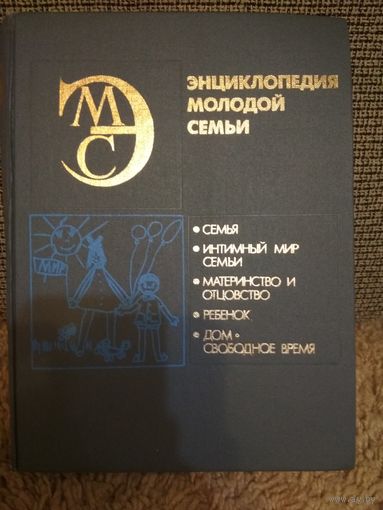 ЭМС
ЭНЦИКЛОПЕДИЯ
МОЛОДОЙ
СЕМЬИ
• СЕМЬЯ
• ИНТИМНЫЙ МИР
СЕМЬИ
• МАТЕРИНСТВО И
ОТЦОВСТВО
• РЕБЕНОК
• ДОМ •
СВОБОДНОЕ ВРЕМЯ
МИР